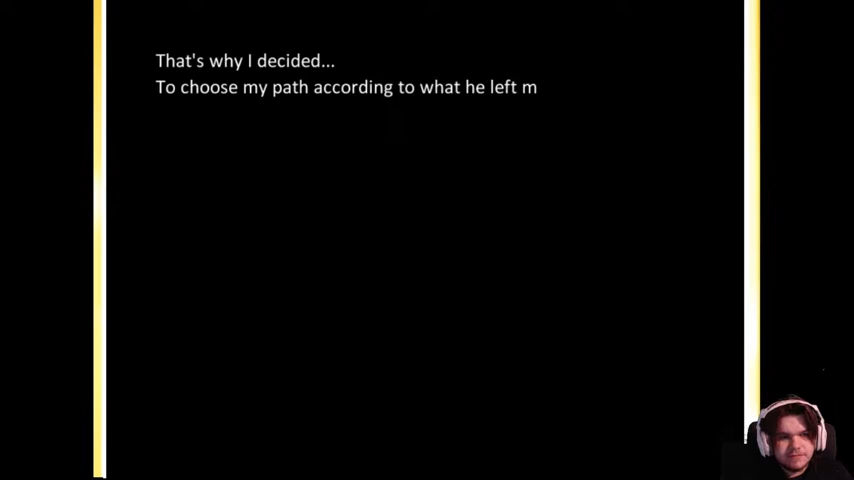 That's why I decided...
To choose my path according to what he left m